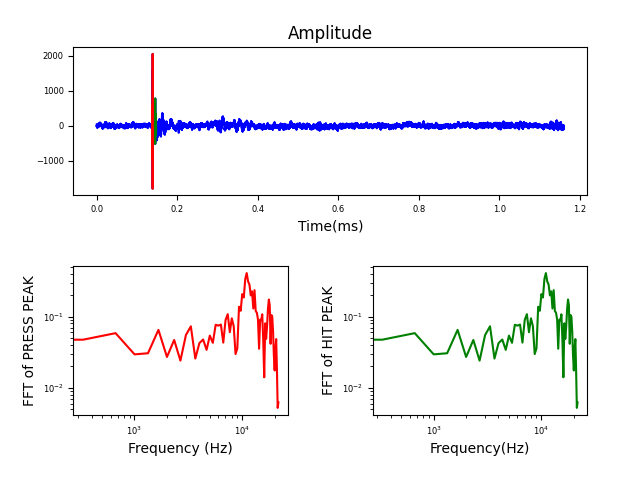 Amplitude
2000
1000
0
−1000
0.0 0.2 0.4 0.6 0.8 1.0 1.2
Time(ms)
FFT of PRESS PEAK
10⁻¹
10⁻²
10³ 10⁴
Frequency (Hz)
FFT of HIT PEAK
10⁻¹
10⁻²
10³ 10⁴
Frequency(Hz)